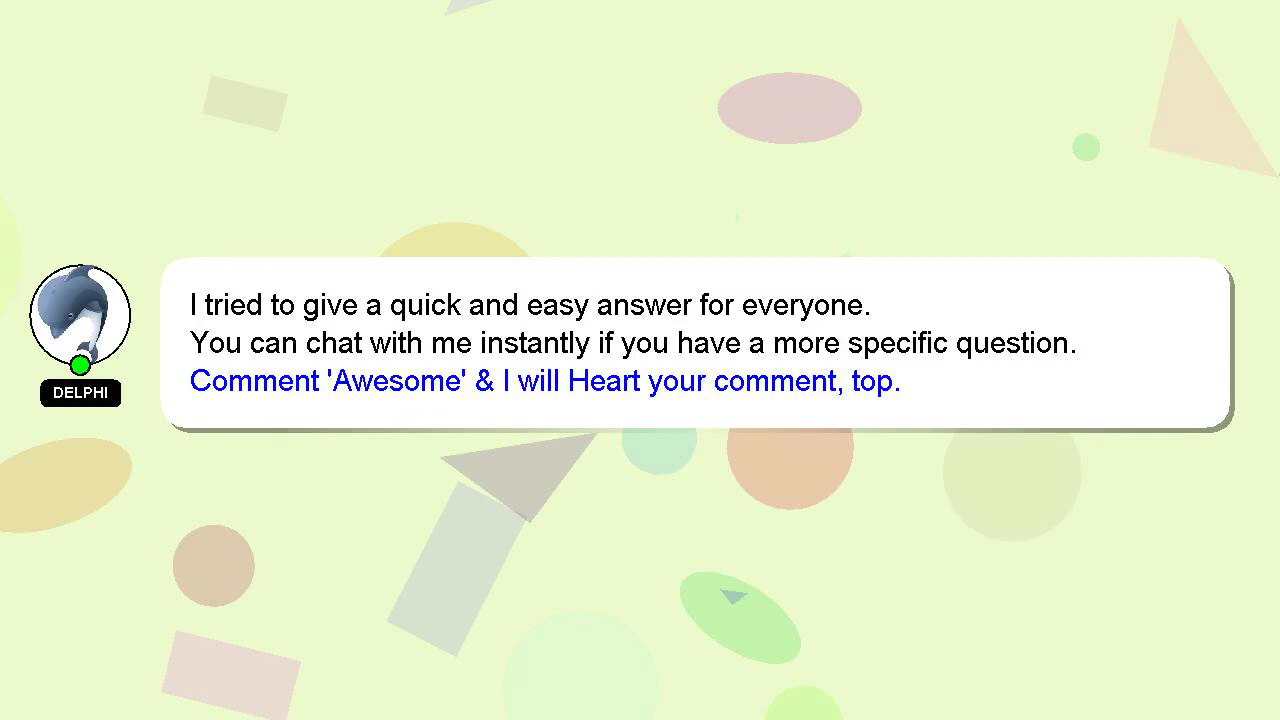 I tried to give a quick and easy answer for everyone.
You can chat with me instantly if you have a more specific question.
Comment 'Awesome' & I will Heart your comment, top.
DELPHI